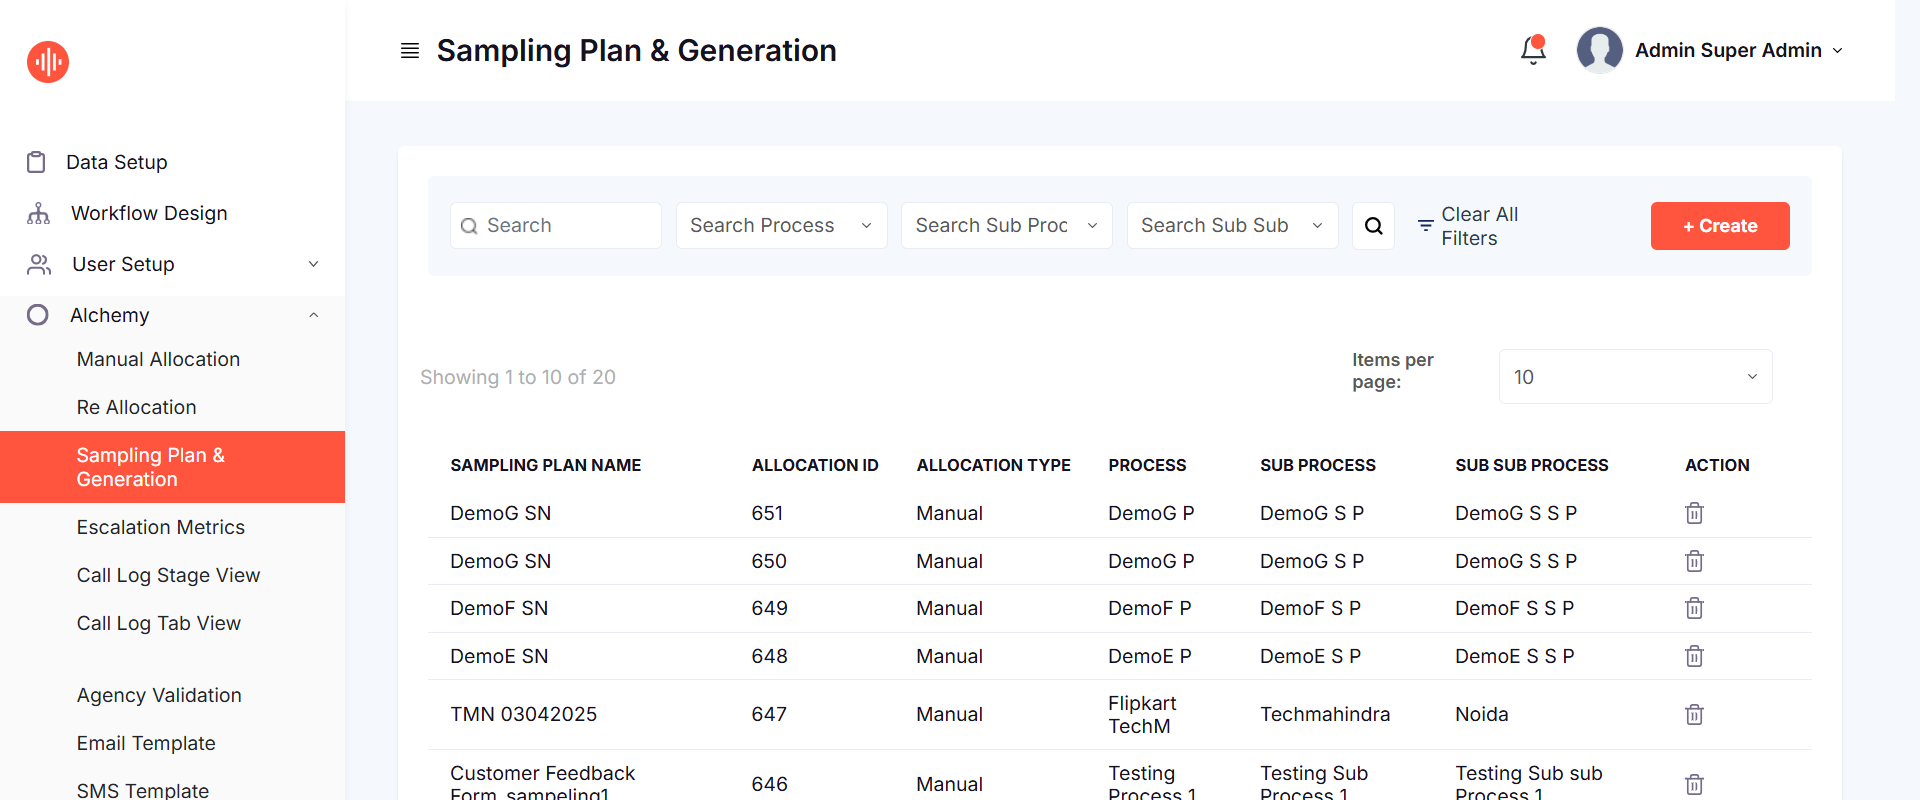 Sampling Plan & Generation
Admin Super Admin
Data Setup
Workflow Design
User Setup
Alchemy
Manual Allocation
Re Allocation
Sampling Plan &
Generation
Escalation Metrics
Call Log Stage View
Call Log Tab View
Agency Validation
Email Template
SMS Template
Search
Search Process
Search Sub Proc
Search Sub Sub
Clear All
Filters
+ Create
Showing 1 to 10 of 20
Items per
page:
10
SAMPLING PLAN NAME ALLOCATION ID ALLOCATION TYPE PROCESS SUB PROCESS SUB SUB PROCESS ACTION
DemoG SN 651 Manual DemoG P DemoG S P DemoG S S P
DemoG SN 650 Manual DemoG P DemoG S P DemoG S S P
DemoF SN 649 Manual DemoF P DemoF S P DemoF S S P
DemoE SN 648 Manual DemoE P DemoE S P DemoE S S P
TMN 03042025 647 Manual Flipkart TechM Techmahindra Noida
Customer Feedback 646 Manual Testing Testing Sub Testing Sub sub
Form_sampeling1 Process 1 Process 1 Process 1